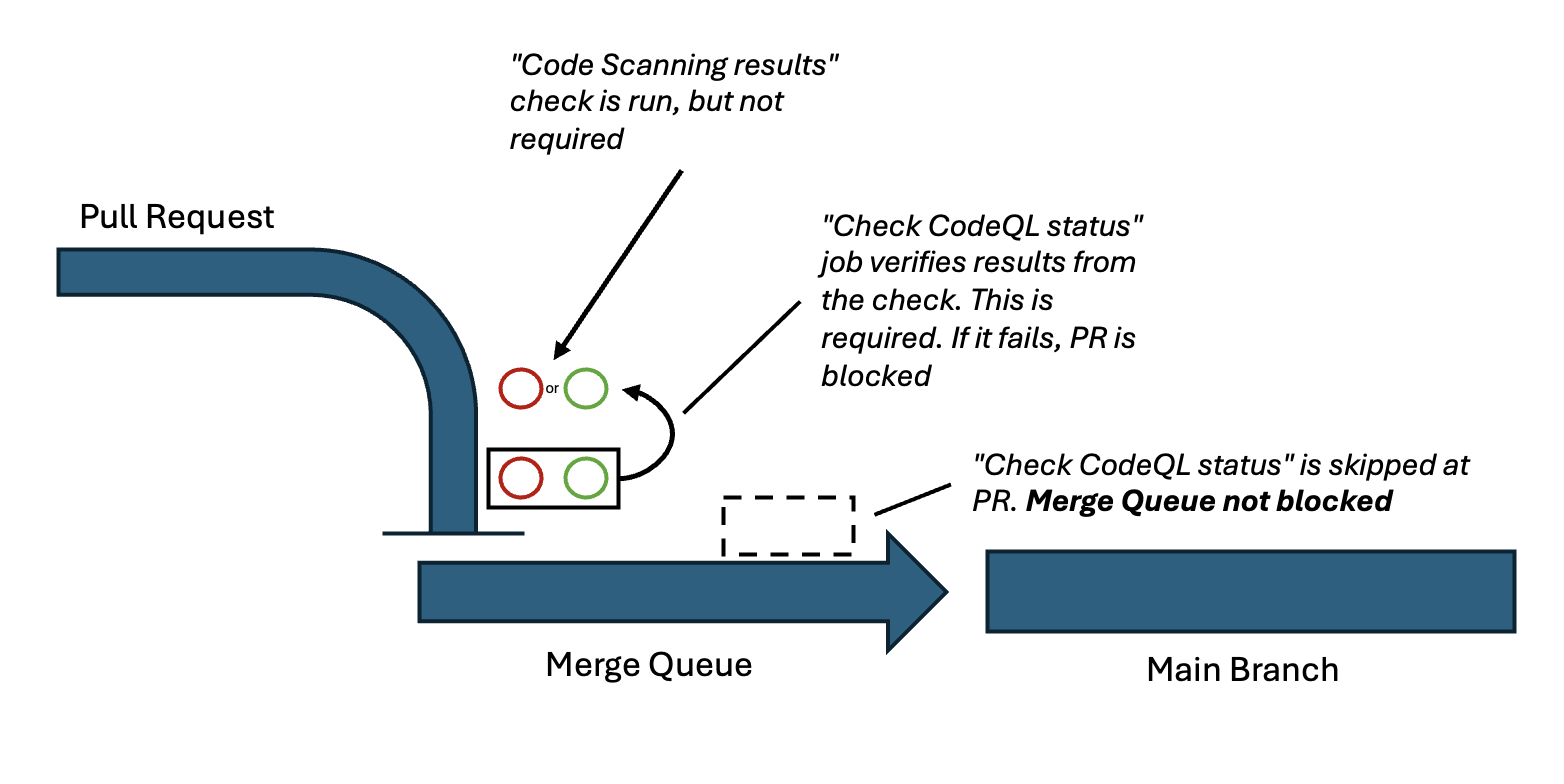 "Code Scanning results"
check is run, but not
required
Pull Request
"Check CodeQL status"
job verifies results from
the check. This is
required. If it fails, PR is
blocked
or
"Check CodeQL status" is skipped at
PR. Merge Queue not blocked
Merge Queue
Main Branch